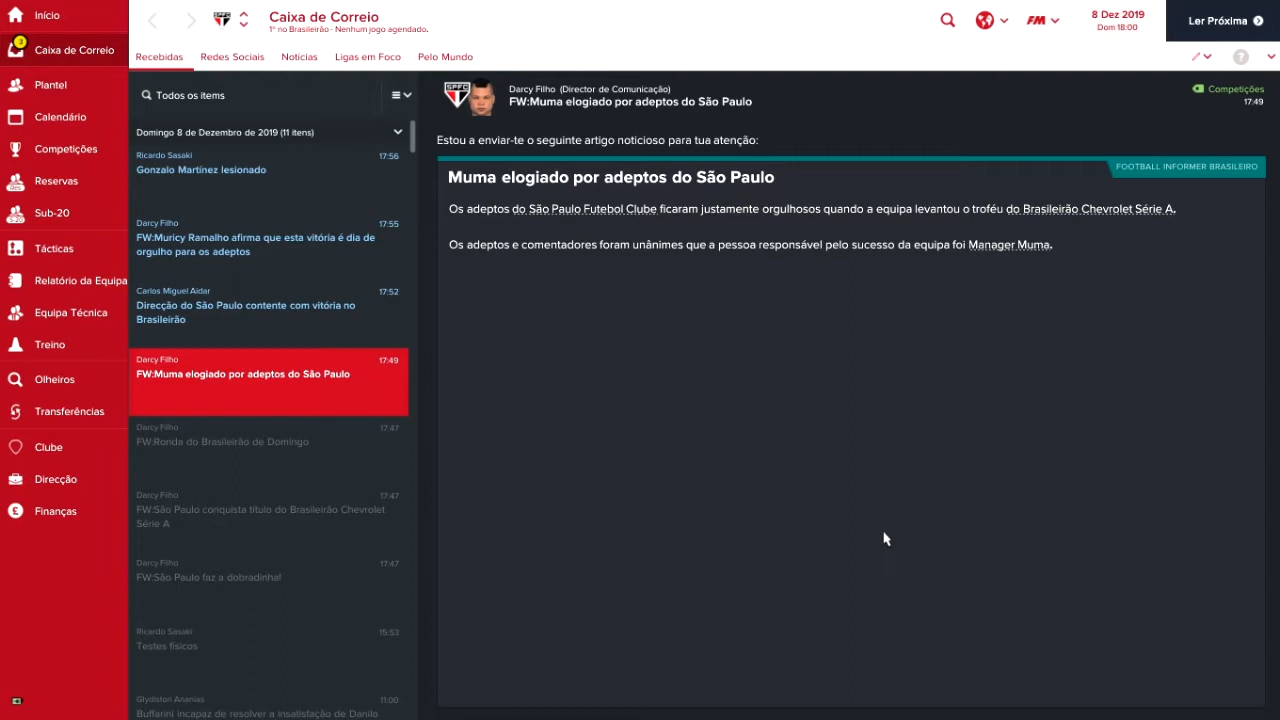 Início
3
Caixa de Correio
Plantel
Calendário
Competições
Reservas
Sub-20
Tácticas
Relatório da Equipa
Equipa Técnica
Treino
Olheiros
Transferências
Clube
Direcção
Finanças
Caixa de Correio
1º no Brasileirão - Nenhum jogo agendado.
FM
8 Dez 2019
Dom 18:00
Ler Próxima
Recebidas
Redes Sociais
Notícias
Ligas em Foco
Pelo Mundo
?
Todos os itens
Domingo 8 de Dezembro de 2019 (11 itens)
Ricardo Sasaki 17:56
Gonzalo Martínez lesionado
Darcy Filho 17:55
FW:Muricy Ramalho afirma que esta vitória é dia de
orgulho para os adeptos
Carlos Miguel Aidar 17:52
Direcção do São Paulo contente com vitória no
Brasileirão
Darcy Filho 17:49
FW:Muma elogiado por adeptos do São Paulo
Darcy Filho 17:47
FW:Ronda do Brasileirão de Domingo
Darcy Filho 17:47
FW:São Paulo conquista título do Brasileirão Chevrolet
Série A
Darcy Filho 17:47
FW:São Paulo faz a dobradinha!
Ricardo Sasaki 15:53
Testes físicos
Glydiston Ananias 11:00
Buffarini incapaz de resolver a insatisfação de Danilo
SPFC
Darcy Filho (Director de Comunicação)
FW:Muma elogiado por adeptos do São Paulo
Competições
17:49
Estou a enviar-te o seguinte artigo noticioso para tua atenção:
FOOTBALL INFORMER BRASILEIRO
Muma elogiado por adeptos do São Paulo
Os adeptos do São Paulo Futebol Clube ficaram justamente orgulhosos quando a equipa levantou o troféu do Brasileirão Chevrolet Série A.
Os adeptos e comentadores foram unânimes que a pessoa responsável pelo sucesso da equipa foi Manager Muma.